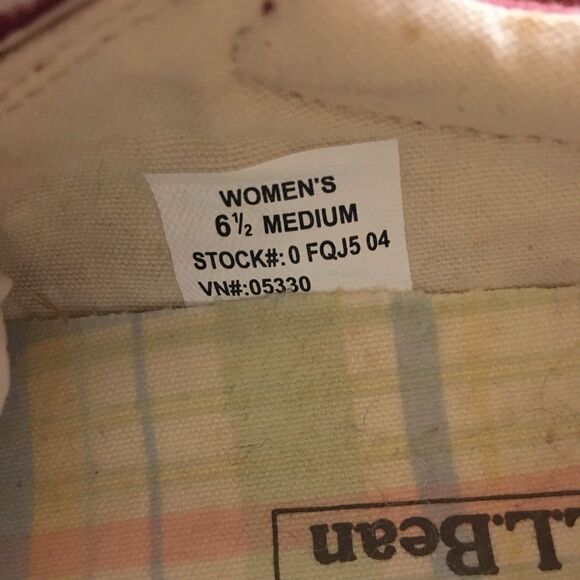 WOMEN'S
6½ MEDIUM
STOCK#: 0 FQJ5 04
VN#:05330
L.L.Bean